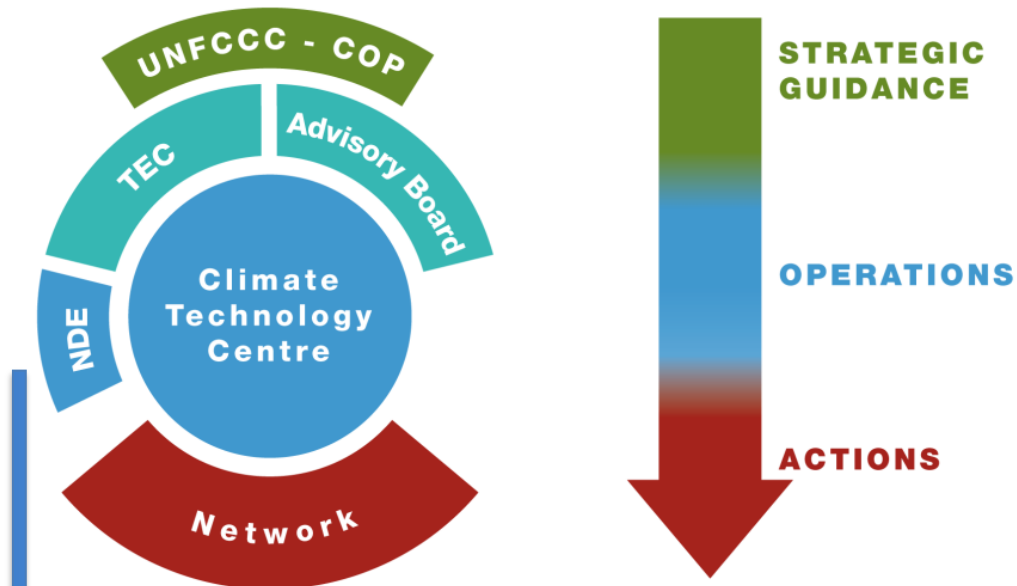 UNFCCC - COP
TEC
Advisory Board
NDE
Climate
Technology
Centre
Network
STRATEGIC
GUIDANCE
OPERATIONS
ACTIONS